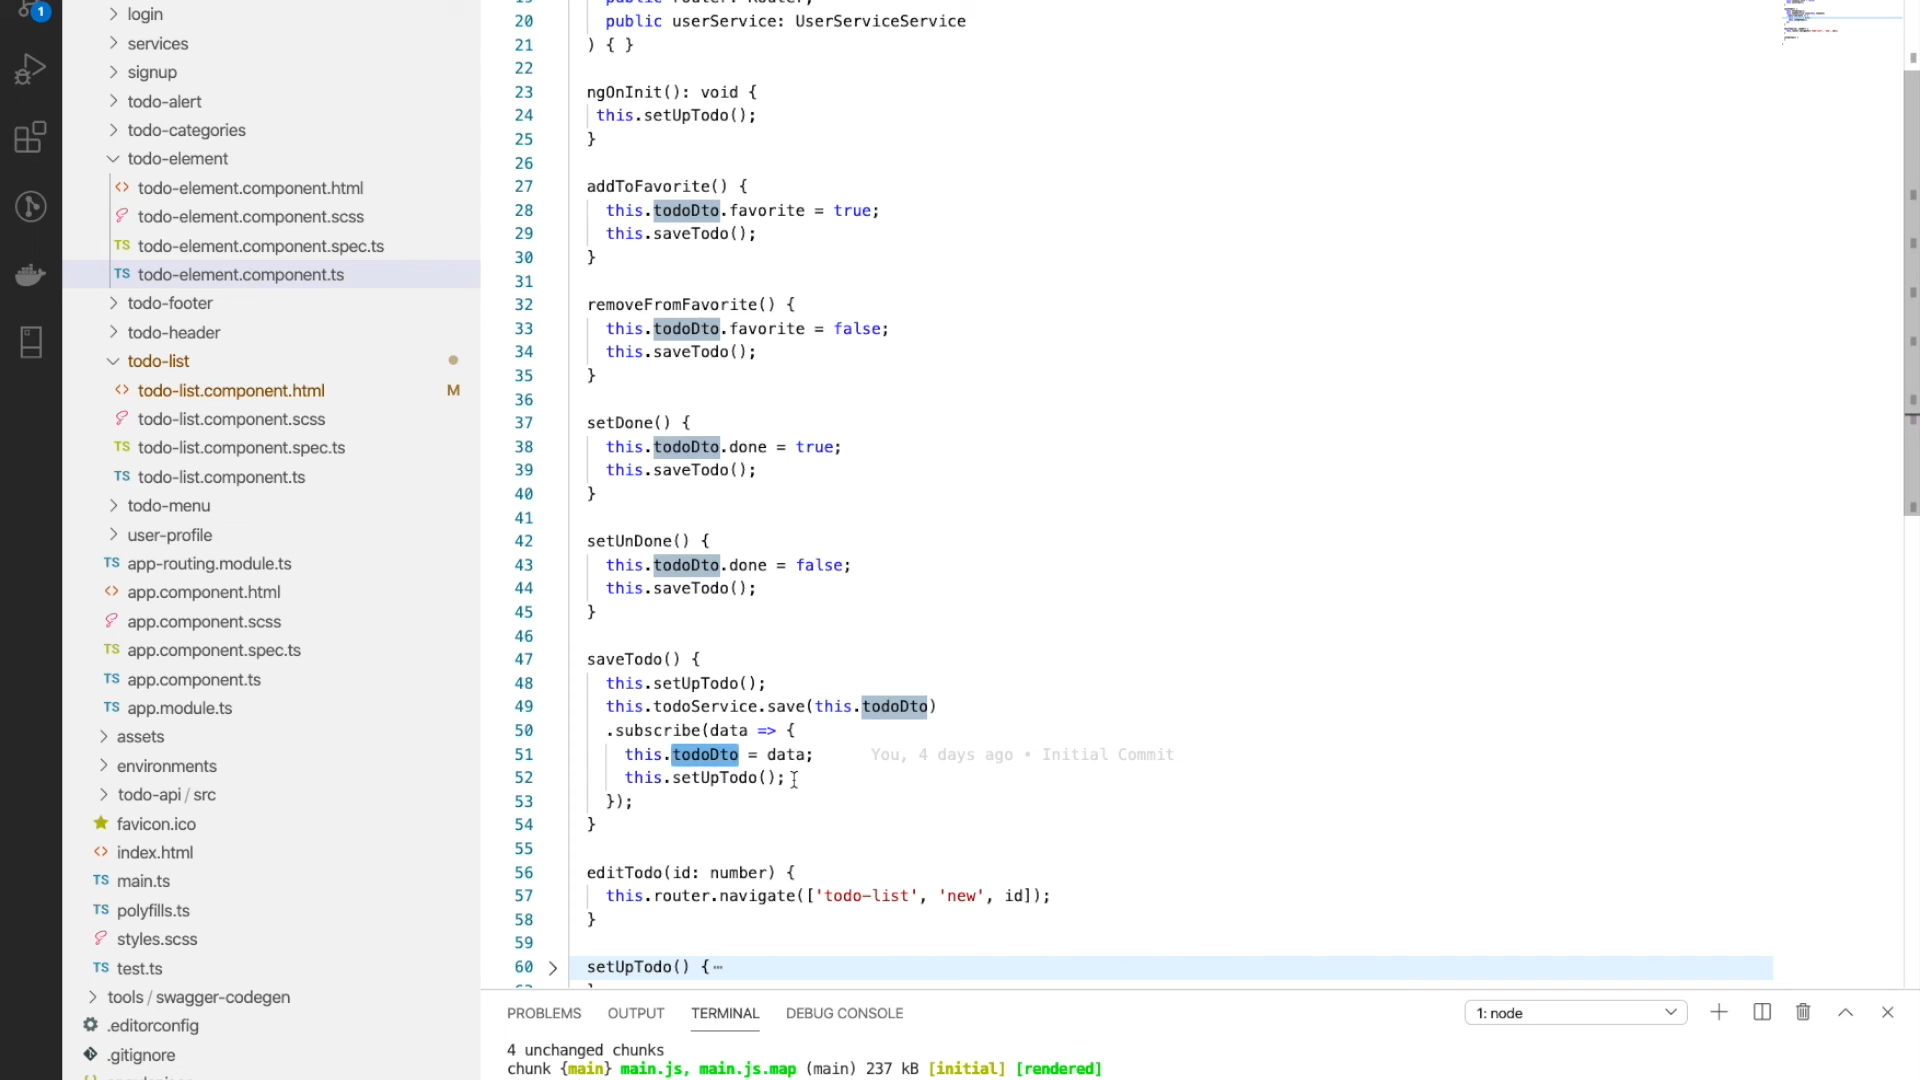 1
login
services
signup
todo-alert
todo-categories
todo-element
todo-element.component.html
todo-element.component.scss
TS todo-element.component.spec.ts
TS todo-element.component.ts
todo-footer
todo-header
todo-list
todo-list.component.html M
todo-list.component.scss
TS todo-list.component.spec.ts
TS todo-list.component.ts
todo-menu
user-profile
TS app-routing.module.ts
app.component.html
app.component.scss
TS app.component.spec.ts
TS app.component.ts
TS app.module.ts
assets
environments
todo-api / src
favicon.ico
index.html
TS main.ts
TS polyfills.ts
styles.scss
TS test.ts
tools / swagger-codegen
.editorconfig
.gitignore
20 public userService: UserServiceService
21 ) { }
22
23 ngOnInit(): void {
24 this.setUpTodo();
25 }
26
27 addToFavorite() {
28 this.todoDto.favorite = true;
29 this.saveTodo();
30 }
31
32 removeFromFavorite() {
33 this.todoDto.favorite = false;
34 this.saveTodo();
35 }
36
37 setDone() {
38 this.todoDto.done = true;
39 this.saveTodo();
40 }
41
42 setUnDone() {
43 this.todoDto.done = false;
44 this.saveTodo();
45 }
46
47 saveTodo() {
48 this.setUpTodo();
49 this.todoService.save(this.todoDto)
50 .subscribe(data => {
51 this.todoDto = data; You, 4 days ago • Initial Commit
52 this.setUpTodo();
53 });
54 }
55
56 editTodo(id: number) {
57 this.router.navigate(['todo-list', 'new', id]);
58 }
59
60 setUpTodo() {⋯
PROBLEMS OUTPUT TERMINAL DEBUG CONSOLE 1: node
4 unchanged chunks
chunk {main} main.js, main.js.map (main) 237 kB [initial] [rendered]